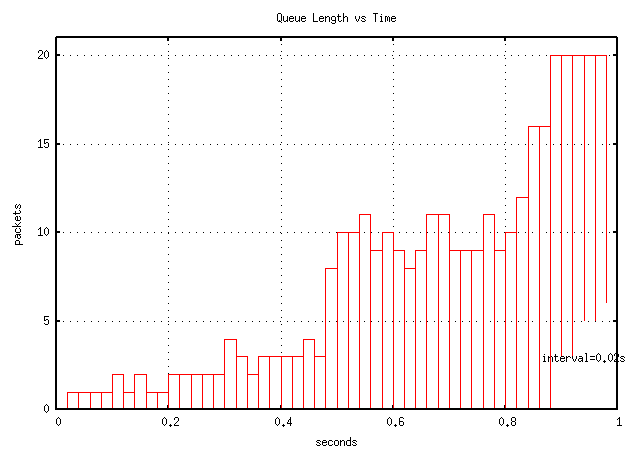 Queue Length vs Time
20
15
10
5
0
packets
interval=0.02s
0 0.2 0.4 0.6 0.8 1
seconds